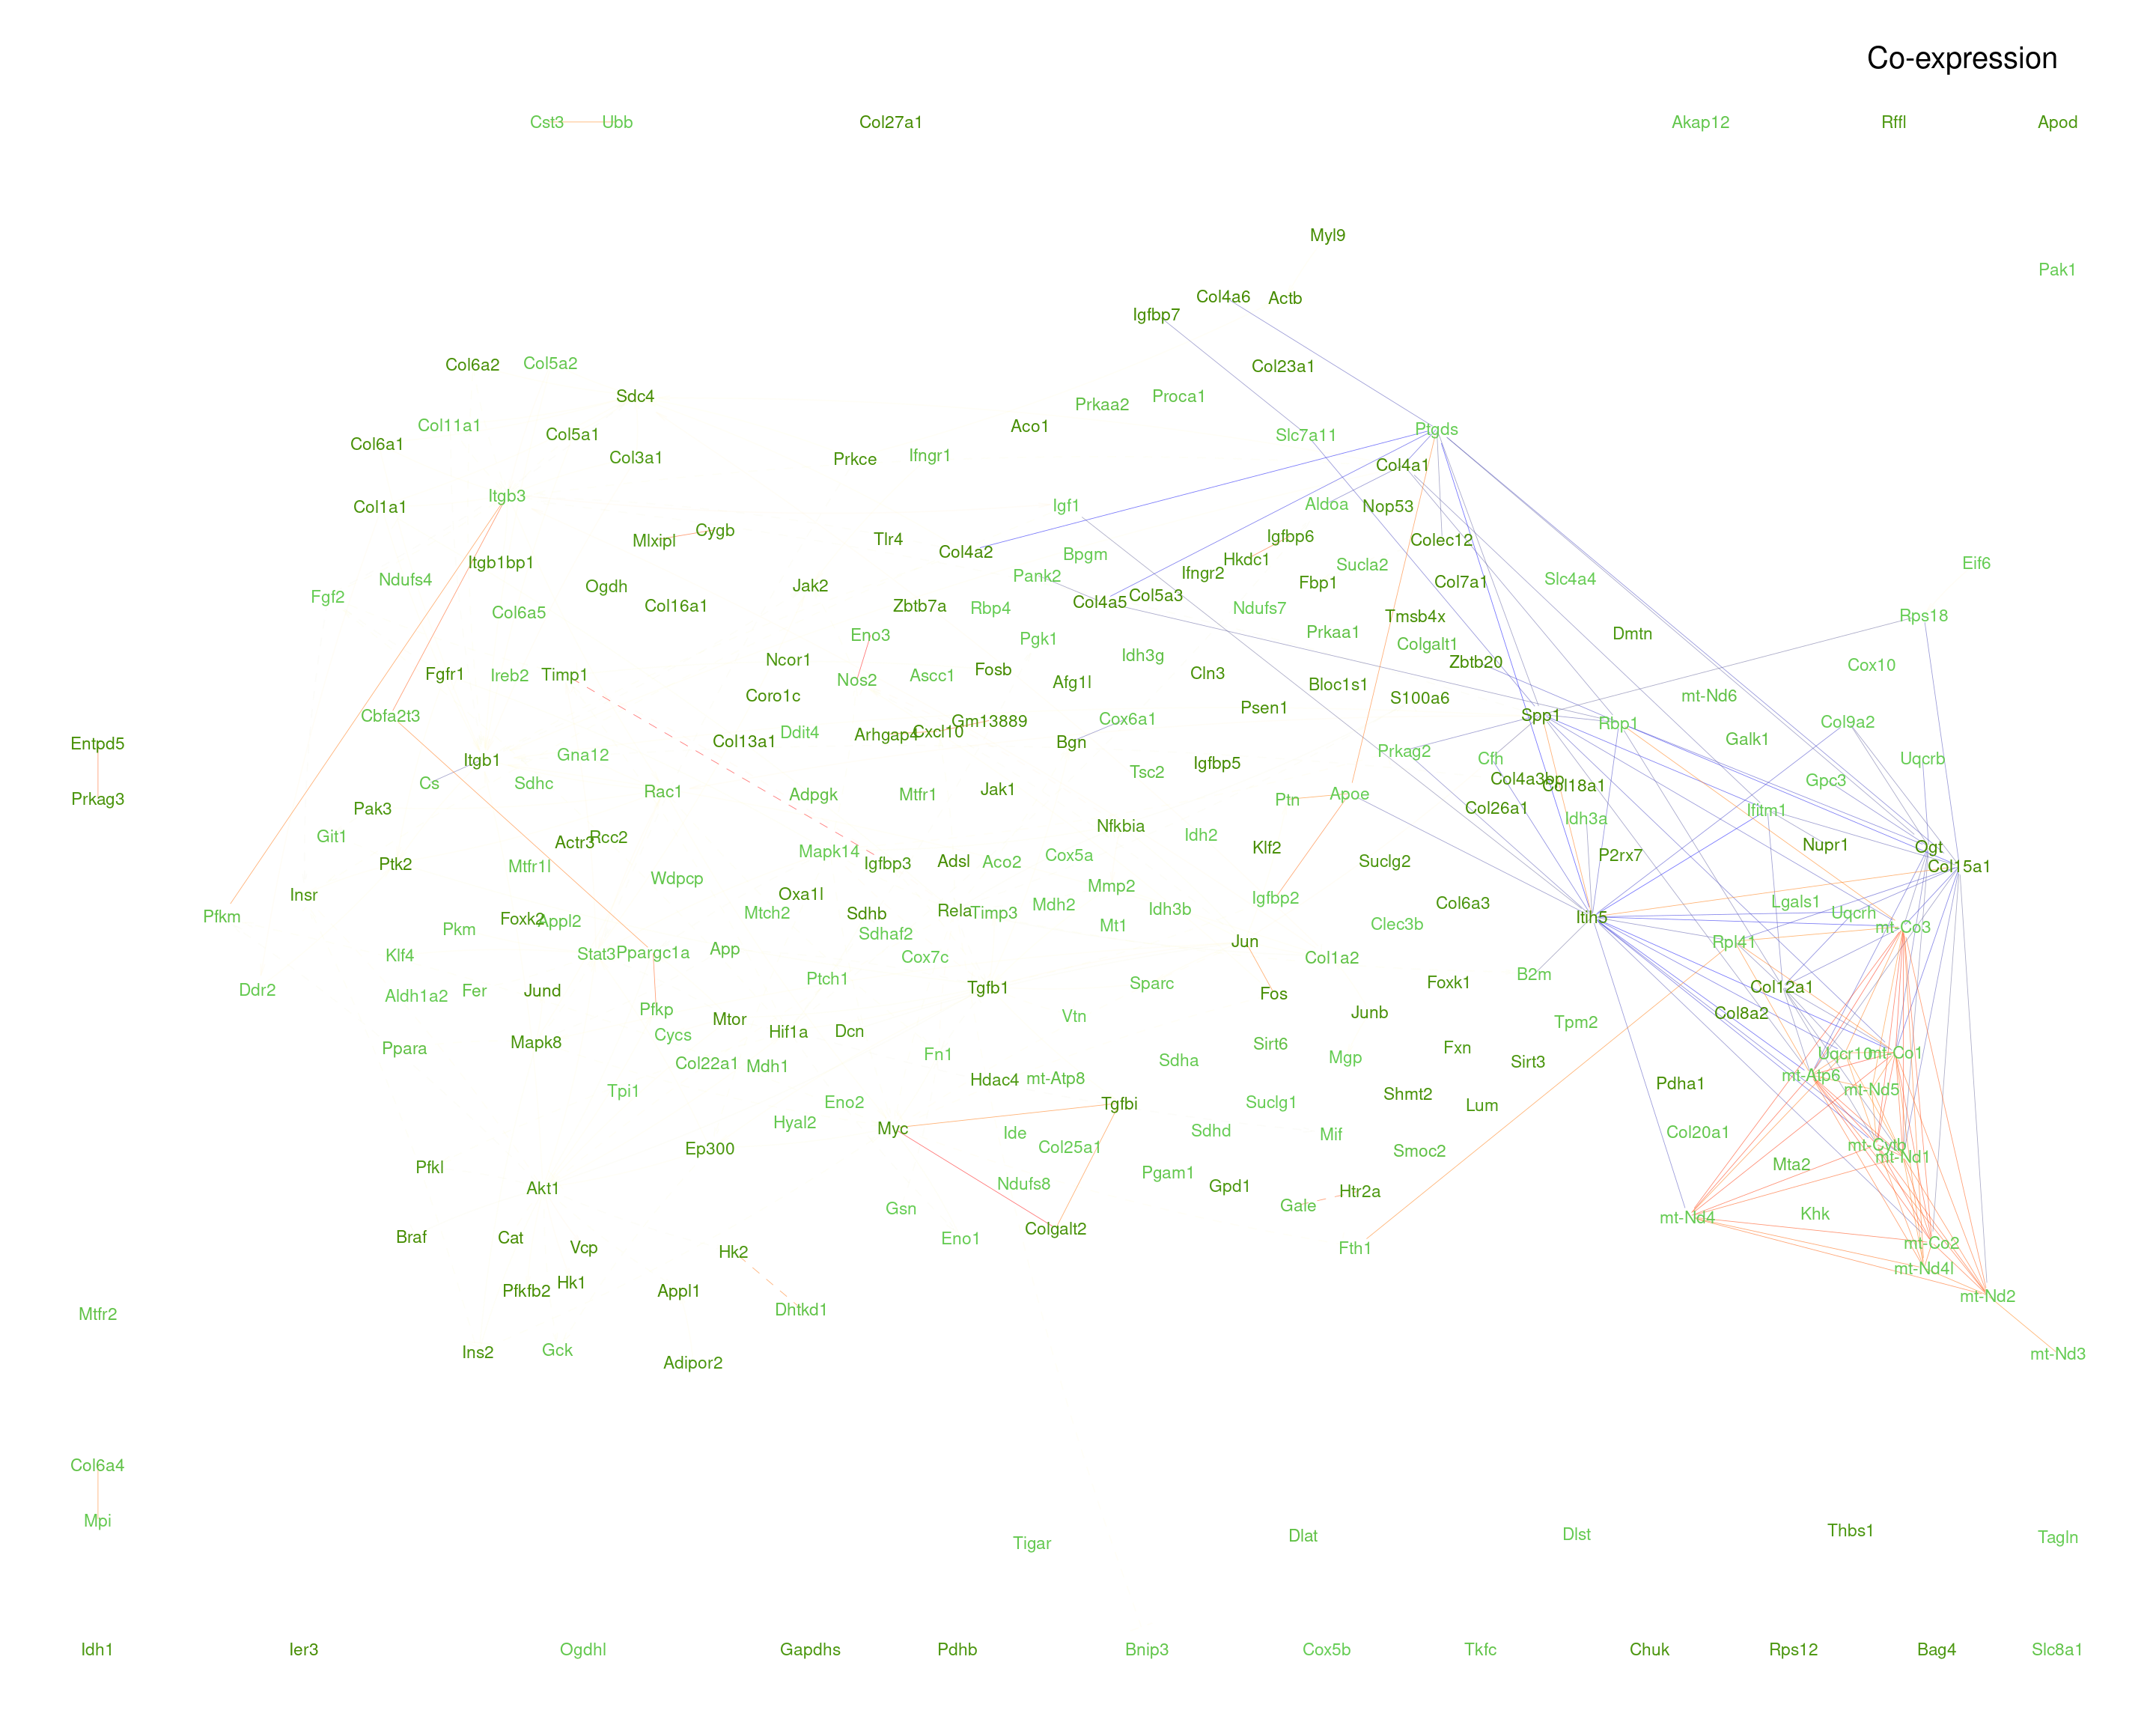 Co-expression
Cst3 Ubb Col27a1 Akap12 Rffl Apod
Myl9
Pak1
Col4a6 Actb
Igfbp7
Col6a2 Col5a2 Col23a1
Sdc4 Prkaa2 Proca1
Col11a1 Aco1 Ptgds
Col6a1 Col5a1 Slc7a11
Col3a1 Prkce Ifngr1 Col4a1
Itgb3
Col1a1 Igf1 Aldoa Nop53
Mlxipl Cygb Tlr4 Igfbp6 Colec12
Col4a2 Bpgm Hkdc1
Itgb1bp1 Sucla2 Eif6
Ndufs4 Ogdh Jak2 Pank2 Ifngr2 Fbp1 Col7a1 Slc4a4
Fgf2 Col6a5 Col16a1 Zbtb7a Rbp4 Col4a5 Col5a3 Ndufs7 Tmsb4x Rps18
Eno3 Pgk1 Prkaa1 Colgalt1 Dmtn
Ncor1 Idh3g Zbtb20 Cox10
Fgfr1 Ireb2 Timp1 Nos2 Ascc1 Fosb Afg1l Cln3 Bloc1s1
Coro1c S100a6 mt-Nd6
Cbfa2t3 Ddit4 Arhgap4 Cxcl10 Gm13889 Cox6a1 Psen1 Spp1 Rbp1 Col9a2
Entpd5 Col13a1 Bgn Prkag2 Galk1
Itgb1 Gna12 Igfbp5 Cfh Uqcrb
Cs Sdhc Tsc2 Col4a3bp Col18a1 Gpc3
Prkag3 Pak3 Rac1 Adpgk Mtfr1 Jak1 Ptn Apoe Col26a1 Ifitm1
Git1 Actr3 Rcc2 Nfkbia Idh2 Idh3a
Ptk2 Mtfr1l Mapk14 Igfbp3 Adsl Aco2 Cox5a Klf2 Suclg2 P2rx7 Nupr1 Ogt
Insr Wdpcp Oxa1l Mmp2 Igfbp2 Col6a3 Lgals1 Col15a1
Pfkm Foxk2 Appl2 Mtch2 Sdhb Rela Timp3 Mdh2 Idh3b Itih5 Uqcrh
Pkm Sdhaf2 Mt1 Clec3b mt-Co3
Klf4 Stat3 Ppargc1a App Cox7c Jun Col1a2 Rpl41
Ptch1 Sparc Foxk1 B2m Col12a1
Ddr2 Aldh1a2 Fer Jund Tgfb1 Fos
Pfkp Mtor Vtn Junb Tpm2 Col8a2
Cycs Hif1a Dcn
Ppara Mapk8 Fn1 Sirt6 Fxn
Col22a1 Mdh1 Sdha Mgp Sirt3 Uqcr10 mt-Co1
Tpi1 Hdac4 mt-Atp8 Pdha1 mt-Atp6 mt-Nd5
Eno2 Tgfbi Suclg1 Shmt2 Lum
Hyal2 Myc Ide Sdhd Mif Col20a1
Ep300 Col25a1 Smoc2 mt-Cytb mt-Nd1
Pfkl Pgam1 Mta2
Akt1 Ndufs8 Gpd1 Htr2a
Gsn Gale mt-Nd4 Khk
Braf Cat Vcp Hk2 Eno1 Colgalt2 Fth1 mt-Co2
Pfkfb2 Hk1 Appl1 mt-Nd4l
Mtfr2 Dhtkd1 mt-Nd2
Ins2 Gck Adipor2 mt-Nd3
Col6a4
Mpi Tigar Dlat Dlst Thbs1 Tagln
Idh1 Ier3 Ogdhl Gapdhs Pdhb Bnip3 Cox5b Tkfc Chuk Rps12 Bag4 Slc8a1